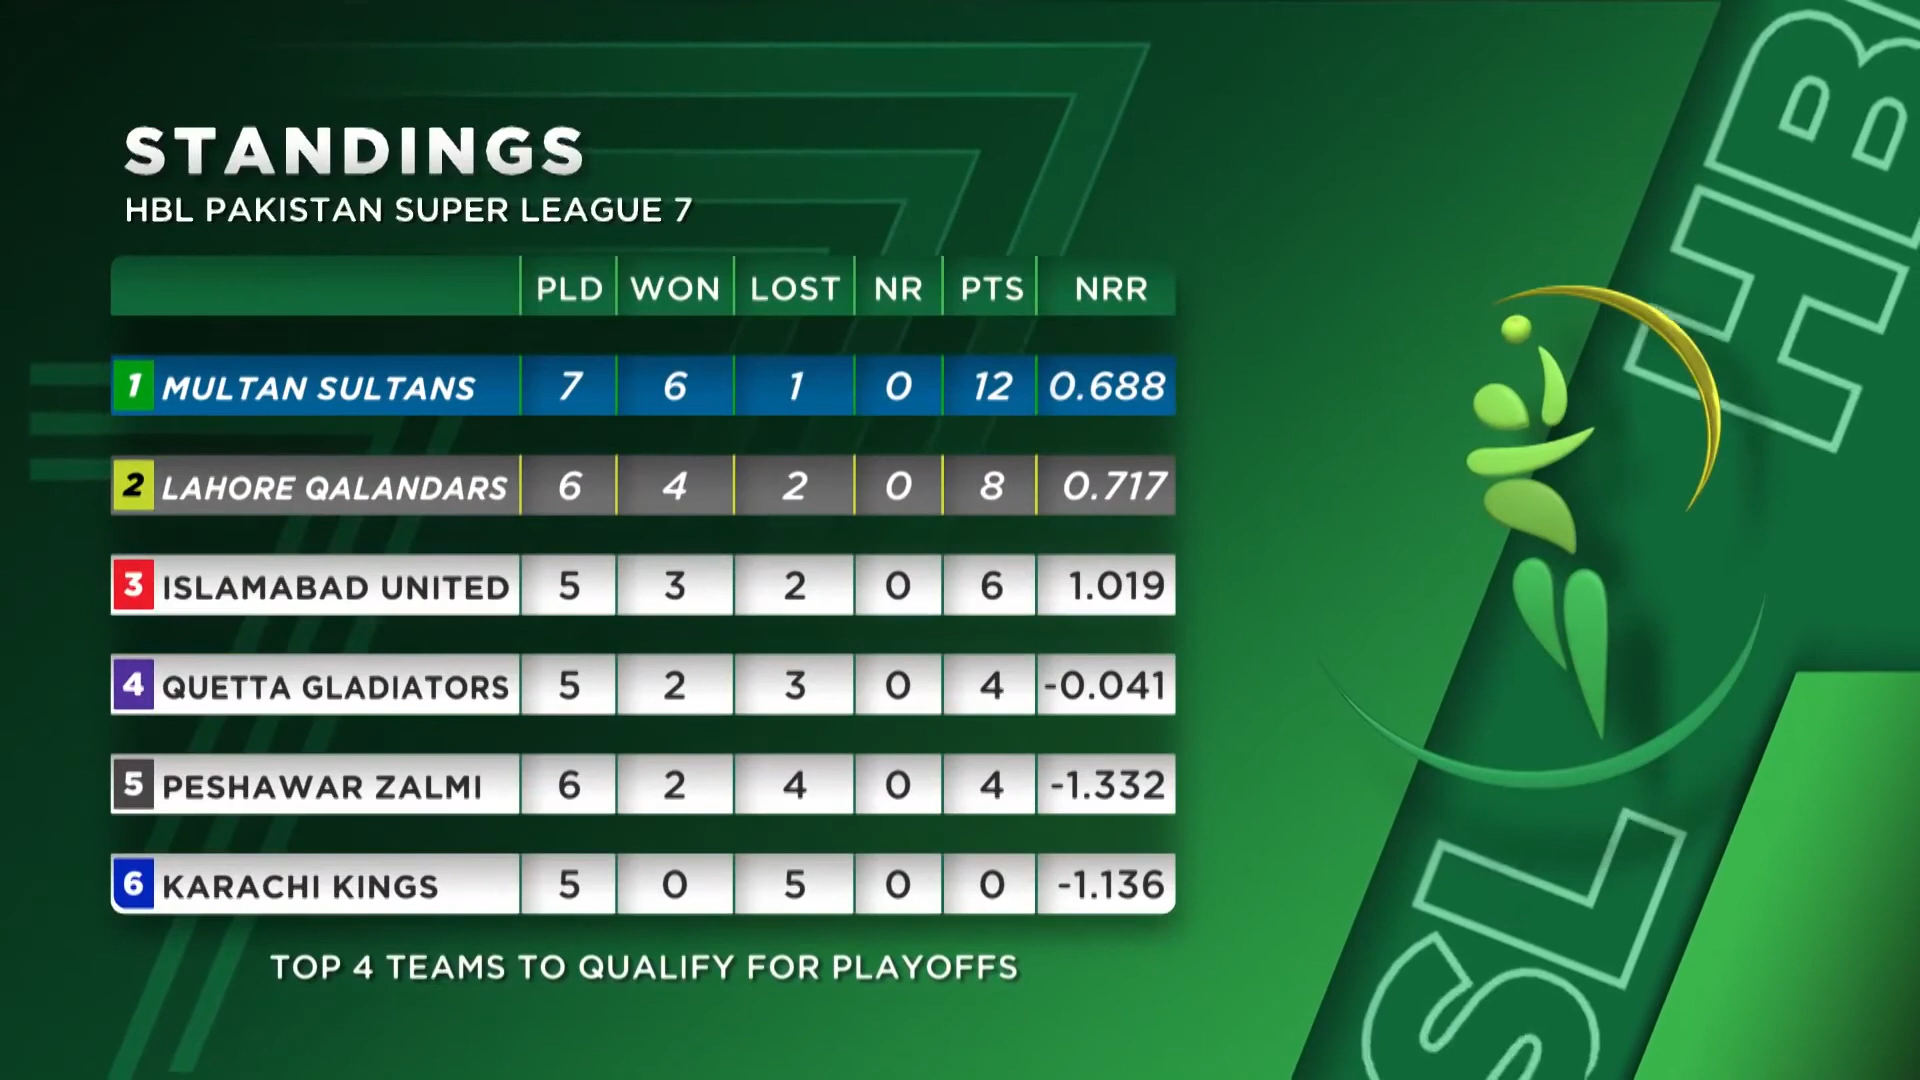 STANDINGS
HBL PAKISTAN SUPER LEAGUE 7
PLD WON LOST NR PTS NRR
1 MULTAN SULTANS 7 6 1 0 12 0.688
2 LAHORE QALANDARS 6 4 2 0 8 0.717
3 ISLAMABAD UNITED 5 3 2 0 6 1.019
4 QUETTA GLADIATORS 5 2 3 0 4 -0.041
5 PESHAWAR ZALMI 6 2 4 0 4 -1.332
6 KARACHI KINGS 5 0 5 0 0 -1.136
TOP 4 TEAMS TO QUALIFY FOR PLAYOFFS
HB
SL